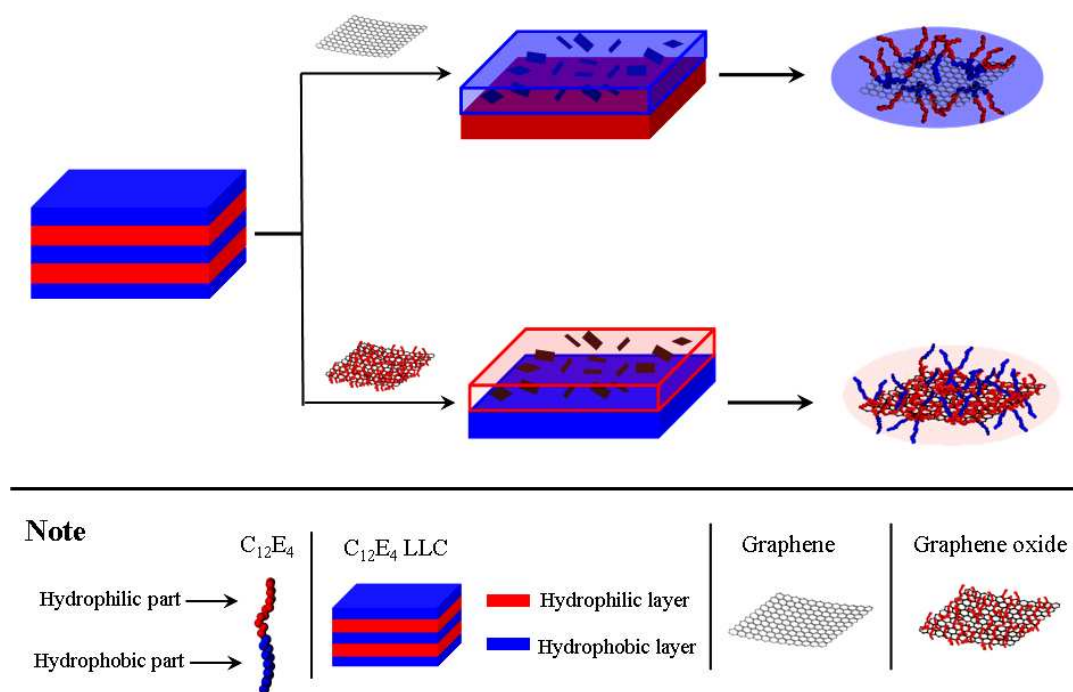 Note
C₁₂E₄
Hydrophilic part
Hydrophobic part
C₁₂E₄ LLC
Hydrophilic layer
Hydrophobic layer
Graphene
Graphene oxide